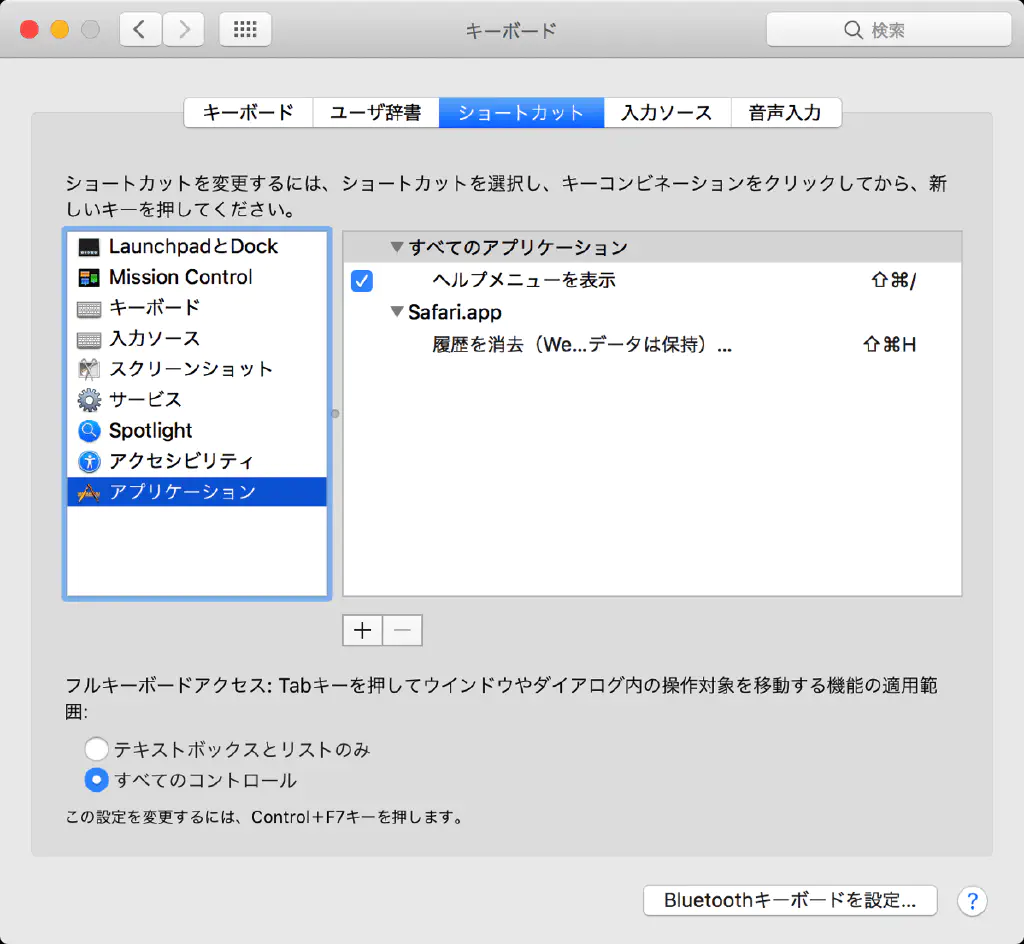 キーボード
検索
キーボード
ユーザ辞書
ショートカット
入力ソース
音声入力
ショートカットを変更するには、ショートカットを選択し、キーコンビネーションをクリックしてから、新
しいキーを押してください。
LaunchpadとDock
Mission Control
キーボード
入力ソース
スクリーンショット
サービス
Spotlight
アクセシビリティ
アプリケーション
すべてのアプリケーション
ヘルプメニューを表示 ⇧⌘/
Safari.app
履歴を消去（We...データは保持）... ⇧⌘H
フルキーボードアクセス: Tabキーを押してウインドウやダイアログ内の操作対象を移動する機能の適用範
囲:
テキストボックスとリストのみ
すべてのコントロール
この設定を変更するには、Control＋F7キーを押します。
Bluetoothキーボードを設定...
?